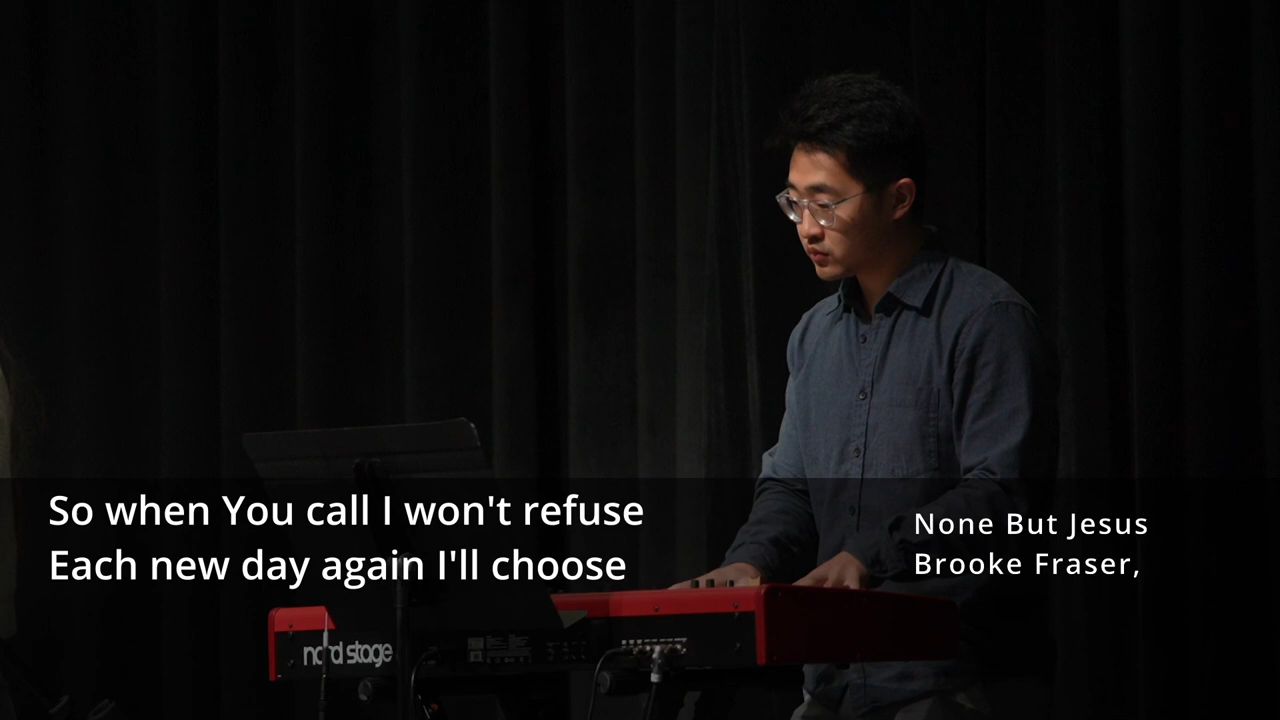 So when You call I won't refuse
Each new day again I'll choose
None But Jesus
Brooke Fraser,
nord stage